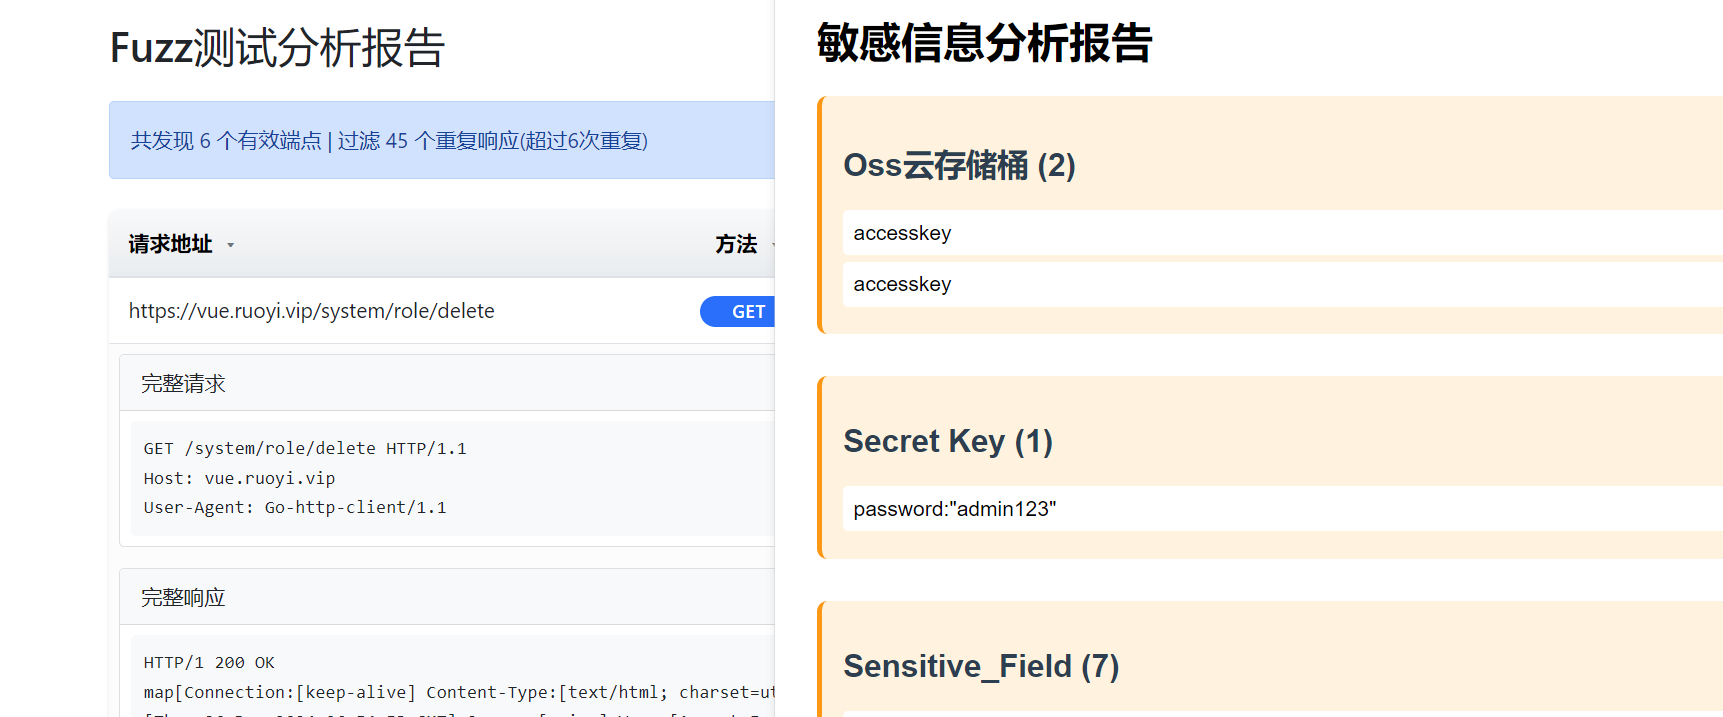 Fuzz测试分析报告
共发现 6 个有效端点 | 过滤 45 个重复响应(超过6次重复)
请求地址 方法
https://vue.ruoyi.vip/system/role/delete GET
完整请求
GET /system/role/delete HTTP/1.1
Host: vue.ruoyi.vip
User-Agent: Go-http-client/1.1
完整响应
HTTP/1 200 OK
map[Connection:[keep-alive] Content-Type:[text/html; charset=ut
敏感信息分析报告
Oss云存储桶 (2)
accesskey
accesskey
Secret Key (1)
password:"admin123"
Sensitive_Field (7)